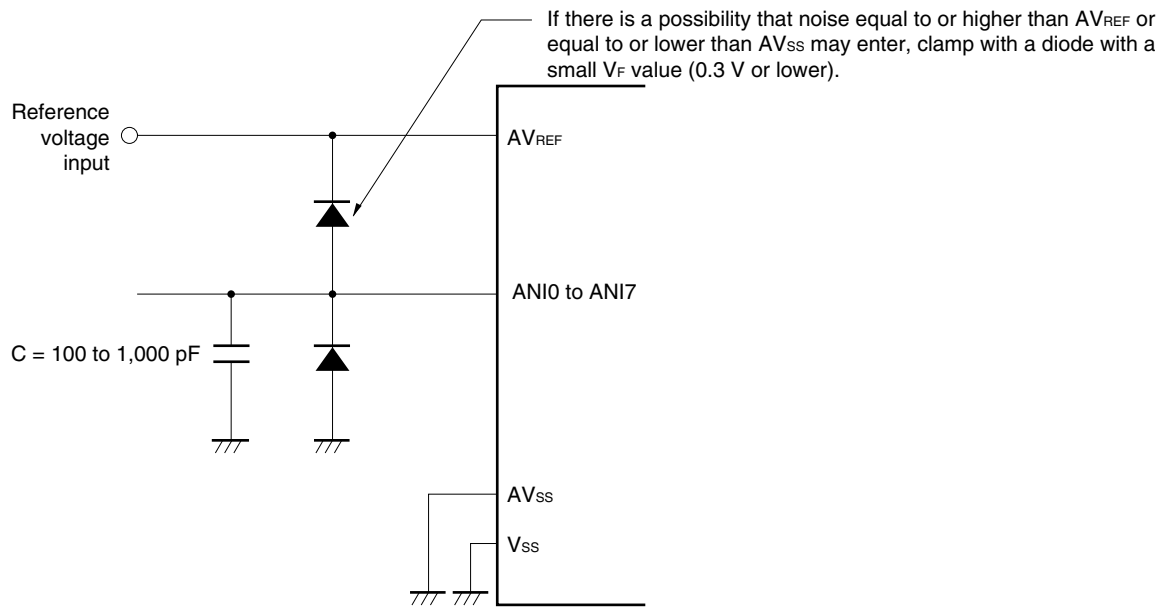 If there is a possibility that noise equal to or higher than AVREF or
equal to or lower than AVSS may enter, clamp with a diode with a
small VF value (0.3 V or lower).
Reference
voltage
input
AVREF
ANI0 to ANI7
C = 100 to 1,000 pF
AVSS
VSS